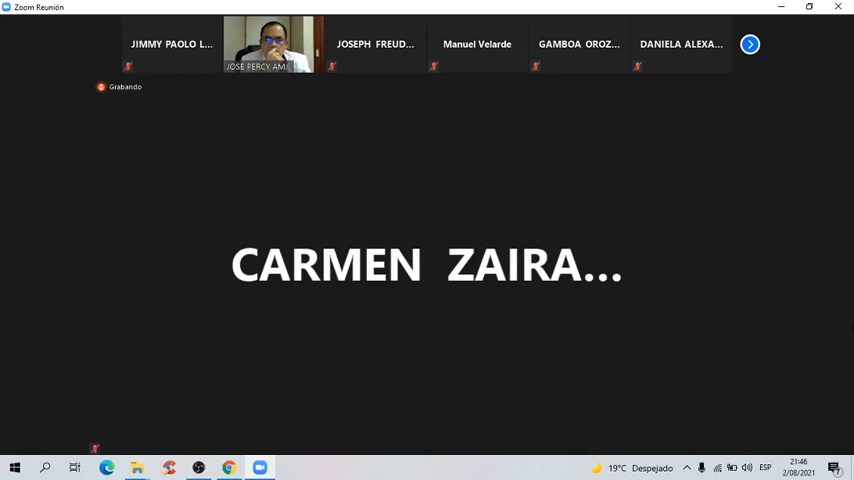 Zoom Reunión
JIMMY PAOLO L...
JOSE PERCY AM...
JOSEPH FREUD...
Manuel Velarde
GAMBOA OROZ...
DANIELA ALEXA...
Grabando
CARMEN ZAIRA...
19°C Despejado
ESP
21:46
2/08/2021
7